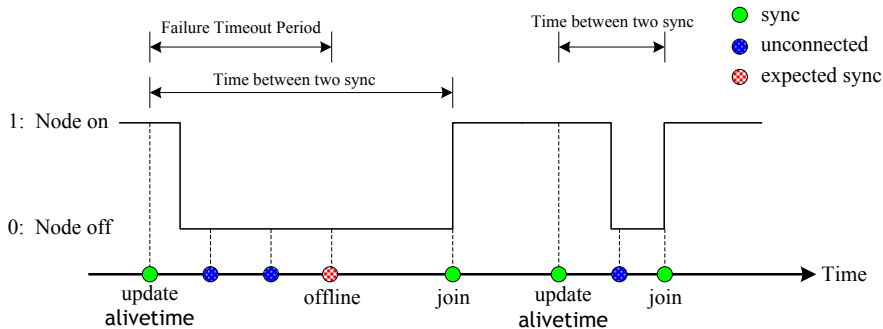 Failure Timeout Period
Time between two sync
Time between two sync
sync
unconnected
expected sync
1: Node on
0: Node off
Time
update
alivetime
offline
join
update
alivetime
join